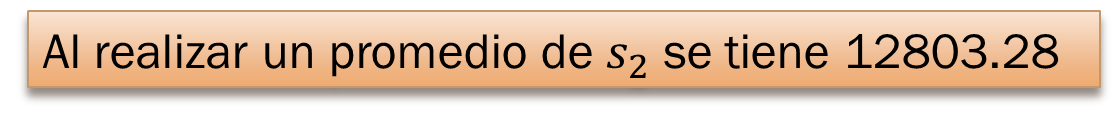 Al realizar un promedio de s₂ se tiene 12803.28